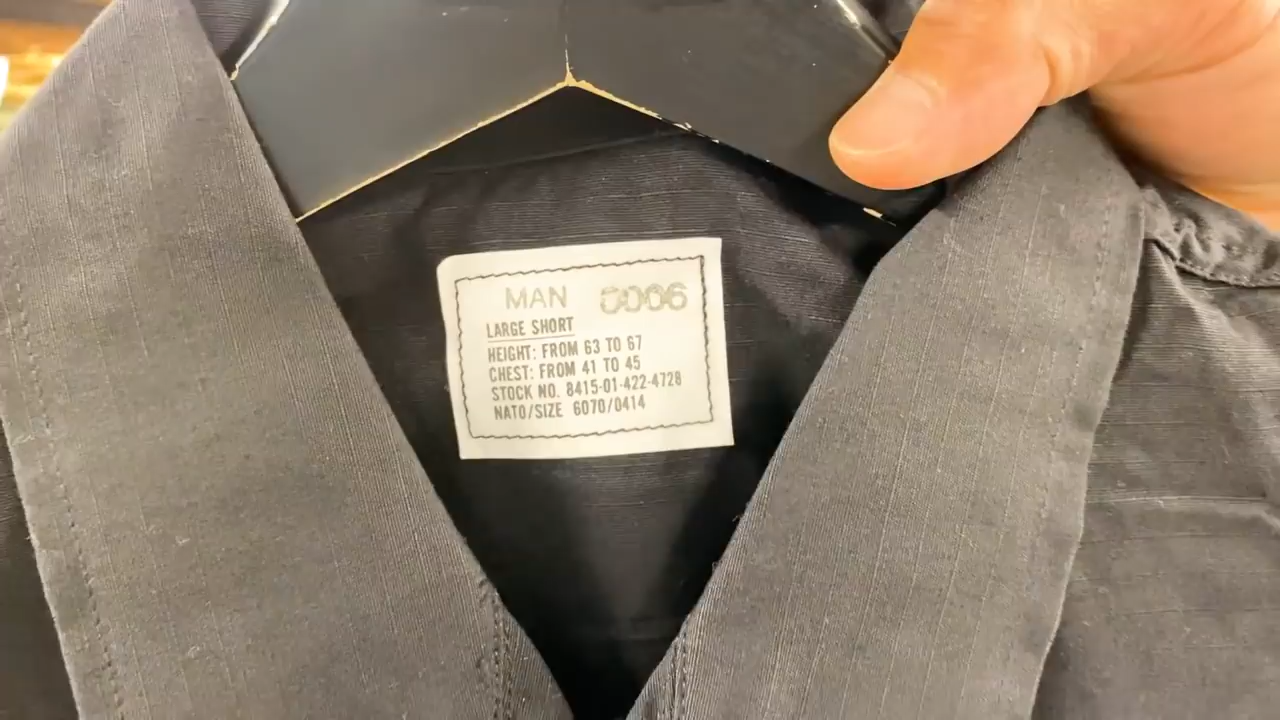 MAN 0006
LARGE SHORT
HEIGHT: FROM 63 TO 67
CHEST: FROM 41 TO 45
STOCK NO. 8415-01-422-4728
NATO/SIZE 6070/0414